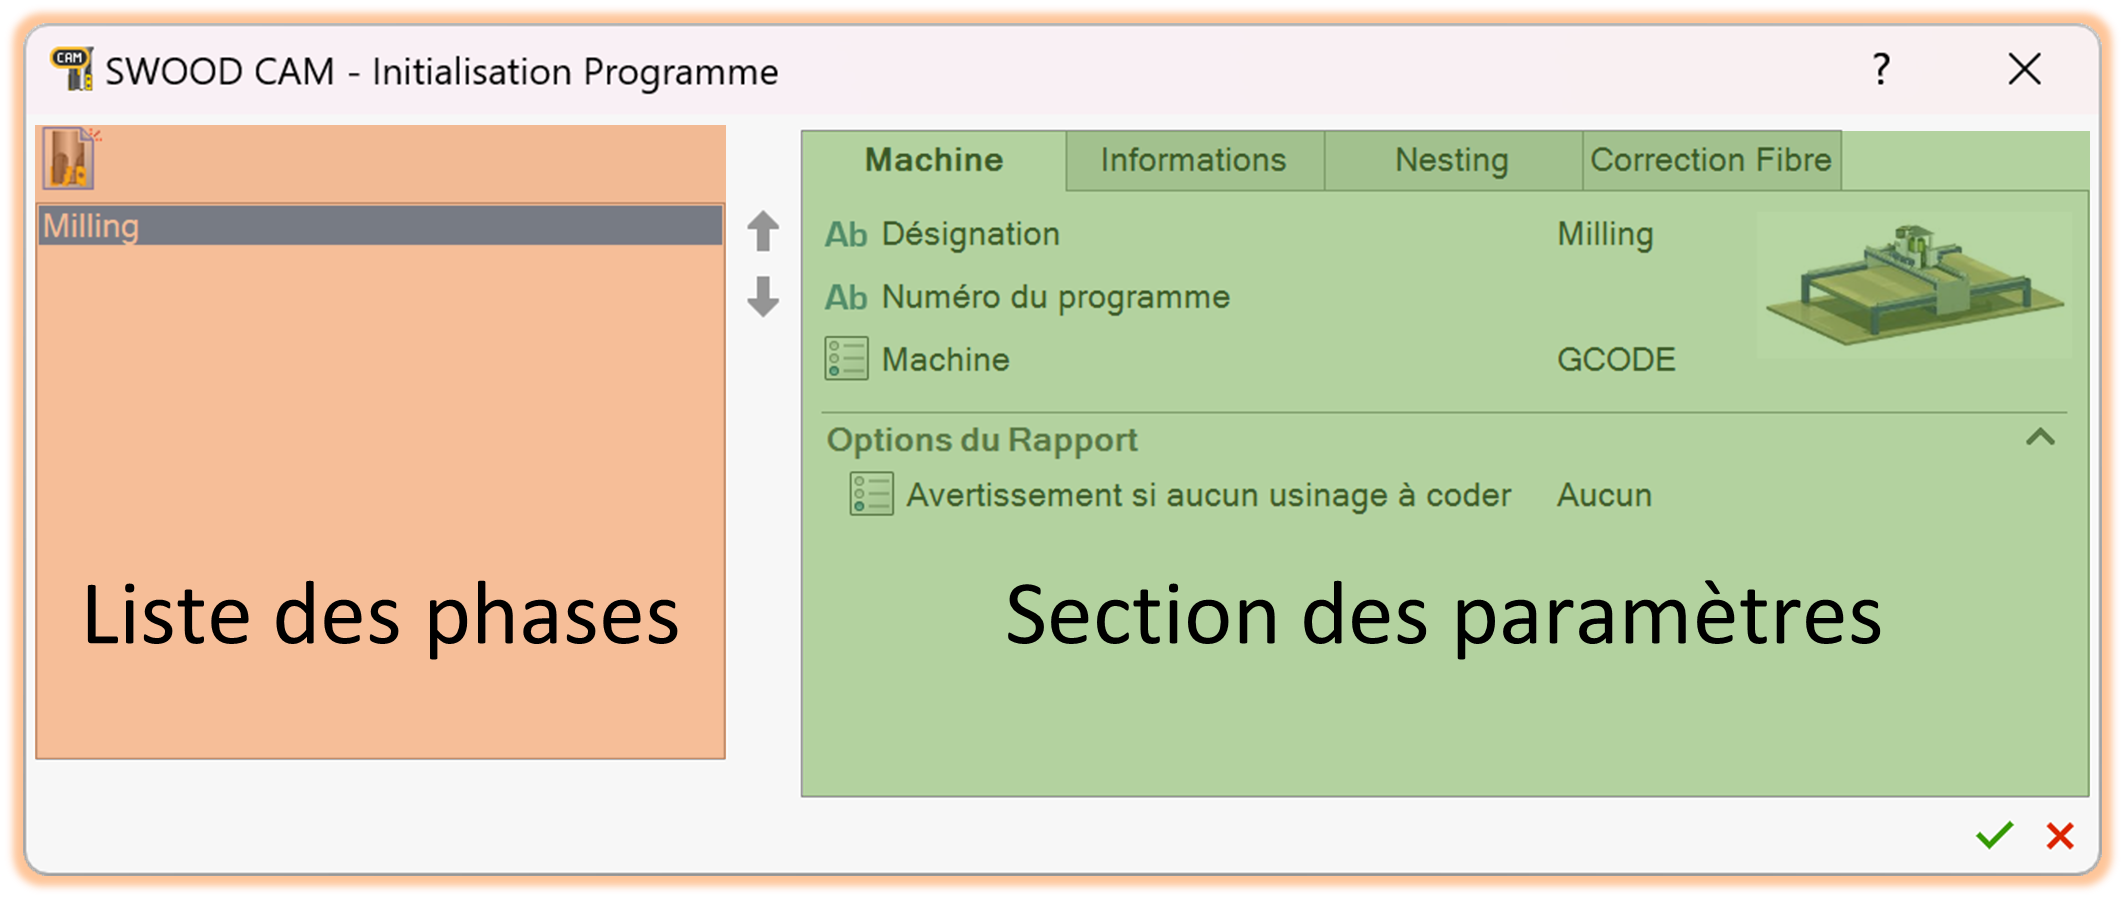 CAM SWOOD CAM - Initialisation Programme ?
Milling
Liste des phases
Machine Informations Nesting Correction Fibre
Ab Désignation Milling
Ab Numéro du programme
Machine GCODE
Options du Rapport
Avertissement si aucun usinage à coder Aucun
Section des paramètres